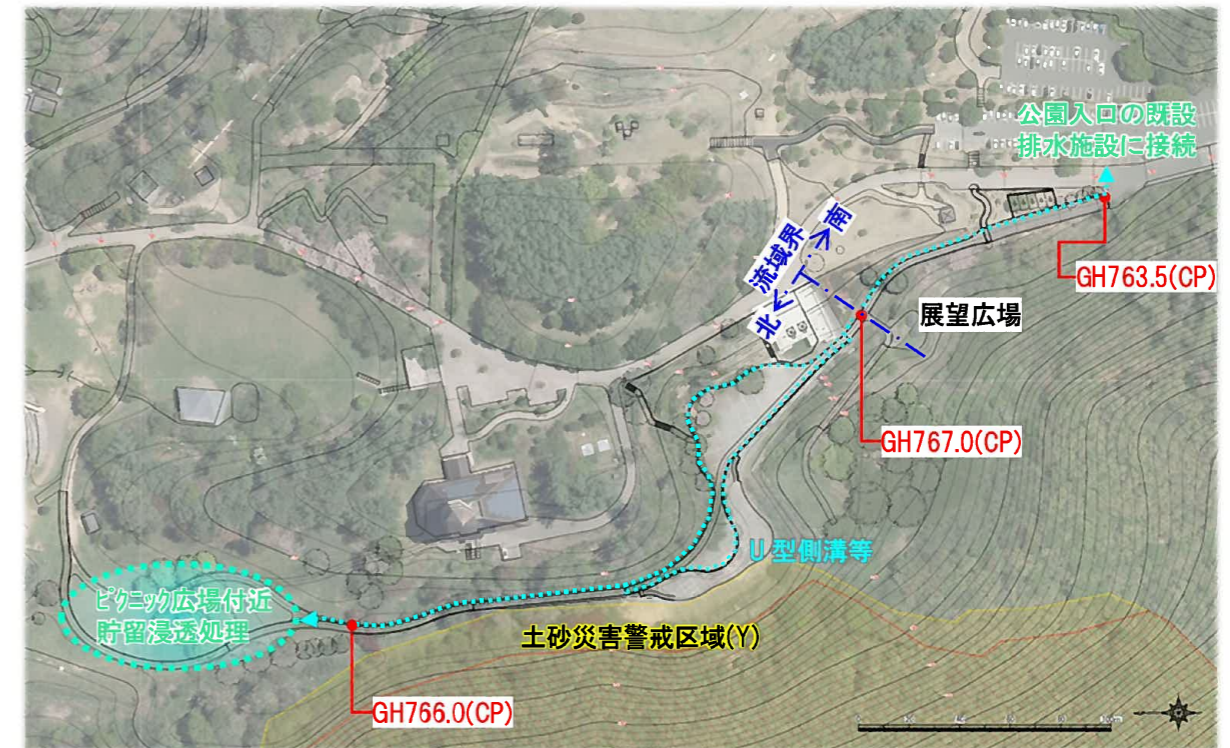 公園入口の既設
排水施設に接続
流域界
南
北
GH763.5(CP)
展望広場
GH767.0(CP)
U型側溝等
ピクニック広場付近
貯留浸透処理
土砂災害警戒区域(Y)
GH766.0(CP)